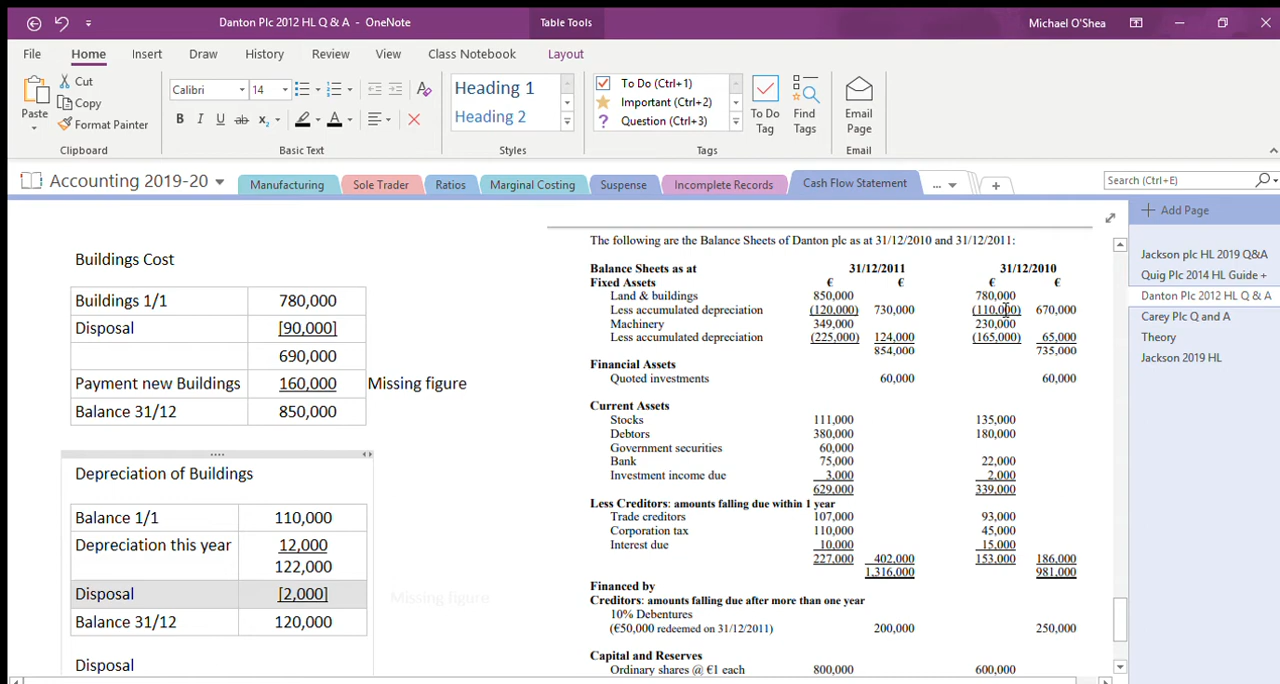 Danton Plc 2012 HL Q & A - OneNote
Table Tools
Michael O'Shea
File Home Insert Draw History Review View Class Notebook Layout
Paste
Cut
Copy
Format Painter
Clipboard
Calibri 14
B I U ab x₂ A
Basic Text
Heading 1
Heading 2
Styles
To Do (Ctrl+1)
Important (Ctrl+2)
? Question (Ctrl+3)
To Do Tag
Find Tags
Tags
Email Page
Email
Accounting 2019-20
Manufacturing Sole Trader Ratios Marginal Costing Suspense Incomplete Records Cash Flow Statement ... +
Search (Ctrl+E)
+ Add Page
Jackson plc HL 2019 Q&A
Quig Plc 2014 HL Guide +
Danton Plc 2012 HL Q & A
Carey Plc Q and A
Theory
Jackson 2019 HL
Buildings Cost
Buildings 1/1 780,000
Disposal [90,000]
690,000
Payment new Buildings 160,000 Missing figure
Balance 31/12 850,000
Depreciation of Buildings
Balance 1/1 110,000
Depreciation this year 12,000
122,000
Disposal [2,000] Missing figure
Balance 31/12 120,000
Disposal
The following are the Balance Sheets of Danton plc as at 31/12/2010 and 31/12/2011:
Balance Sheets as at 31/12/2011 31/12/2010
Fixed Assets € € € €
Land & buildings 850,000 780,000
Less accumulated depreciation (120,000) 730,000 (110,000) 670,000
Machinery 349,000 230,000
Less accumulated depreciation (225,000) 124,000 (165,000) 65,000
854,000 735,000
Financial Assets
Quoted investments 60,000 60,000
Current Assets
Stocks 111,000 135,000
Debtors 380,000 180,000
Government securities 60,000
Bank 75,000 22,000
Investment income due 3,000 2,000
629,000 339,000
Less Creditors: amounts falling due within 1 year
Trade creditors 107,000 93,000
Corporation tax 110,000 45,000
Interest due 10,000 15,000
227,000 402,000 153,000 186,000
1,316,000 981,000
Financed by
Creditors: amounts falling due after more than one year
10% Debentures
(€50,000 redeemed on 31/12/2011) 200,000 250,000
Capital and Reserves
Ordinary shares @ €1 each 800,000 600,000